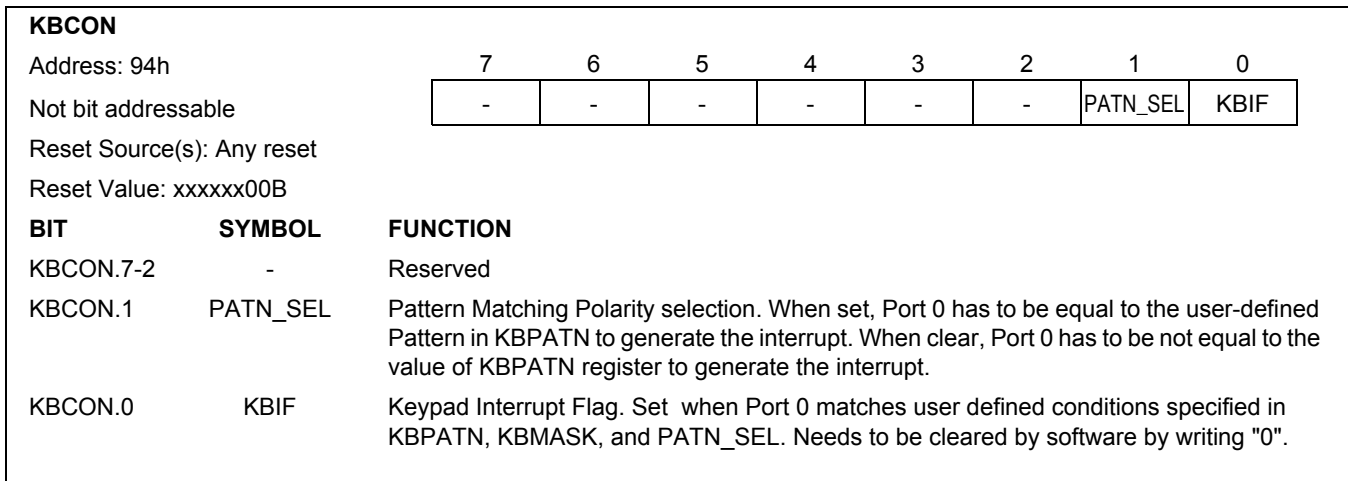 KBCON
Address: 94h 7 6 5 4 3 2 1 0
Not bit addressable - - - - - - PATN_SEL KBIF
Reset Source(s): Any reset
Reset Value: xxxxxx00B
BIT SYMBOL FUNCTION
KBCON.7-2 - Reserved
KBCON.1 PATN_SEL Pattern Matching Polarity selection. When set, Port 0 has to be equal to the user-defined
Pattern in KBPATN to generate the interrupt. When clear, Port 0 has to be not equal to the
value of KBPATN register to generate the interrupt.
KBCON.0 KBIF Keypad Interrupt Flag. Set when Port 0 matches user defined conditions specified in
KBPATN, KBMASK, and PATN_SEL. Needs to be cleared by software by writing "0".